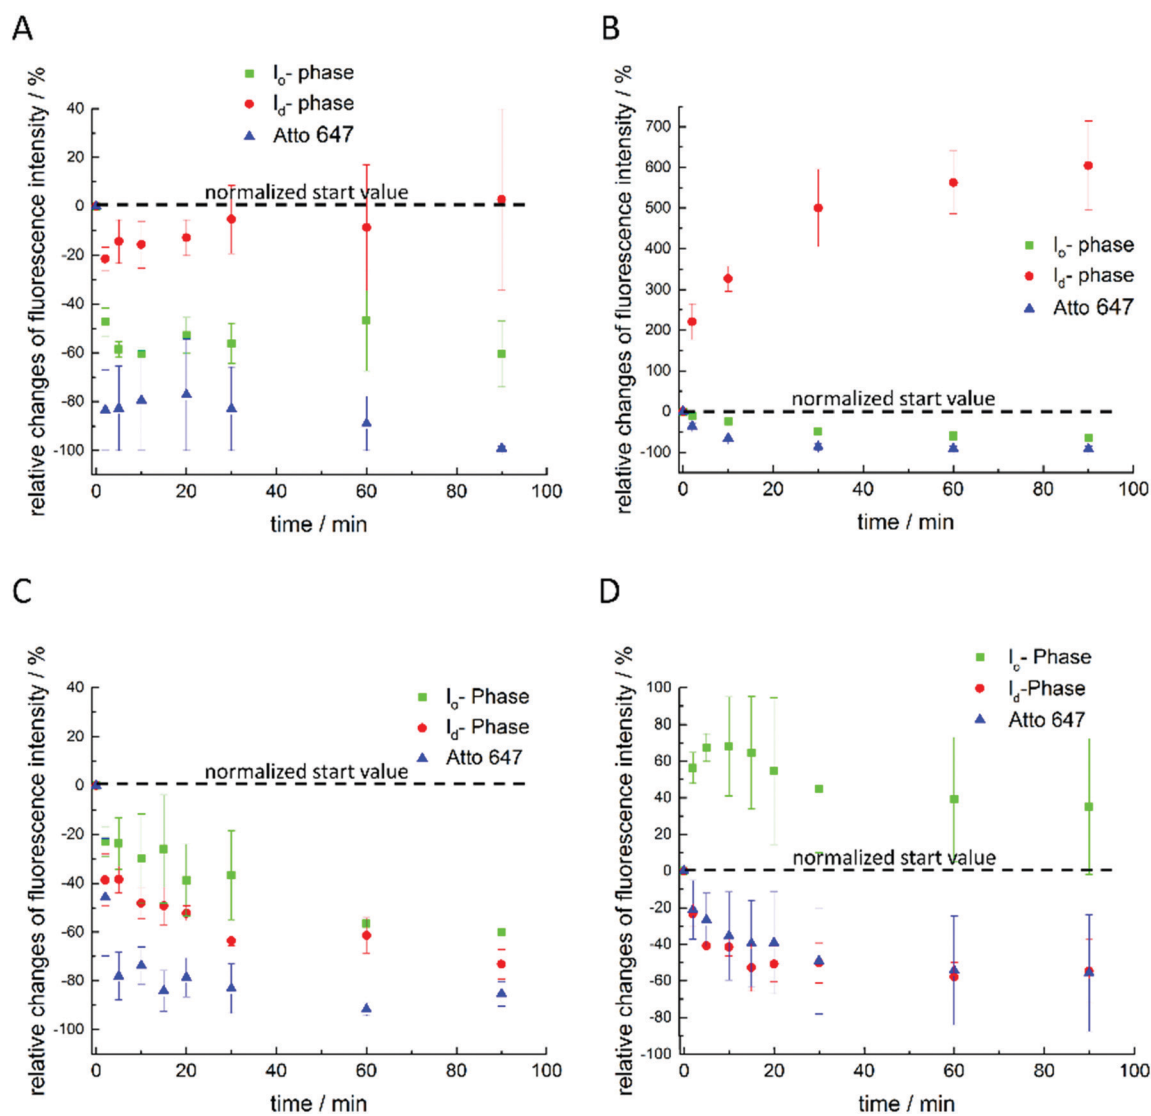 A
relative changes of fluorescence intensity / %
lo- phase
ld- phase
Atto 647
normalized start value
40
20
0
-20
-40
-60
-80
-100
0 20 40 60 80 100
time / min
B
relative changes of fluorescence intensity / %
lo- phase
ld- phase
Atto 647
normalized start value
700
600
500
400
300
200
100
0
-100
0 20 40 60 80 100
time / min
C
relative changes of fluorescence intensity / %
lo- Phase
ld- Phase
Atto 647
normalized start value
40
20
0
-20
-40
-60
-80
-100
0 20 40 60 80 100
time / min
D
relative changes of fluorescence intensity / %
lo- Phase
ld-Phase
Atto 647
normalized start value
100
80
60
40
20
0
-20
-40
-60
-80
-100
0 20 40 60 80 100
time / min